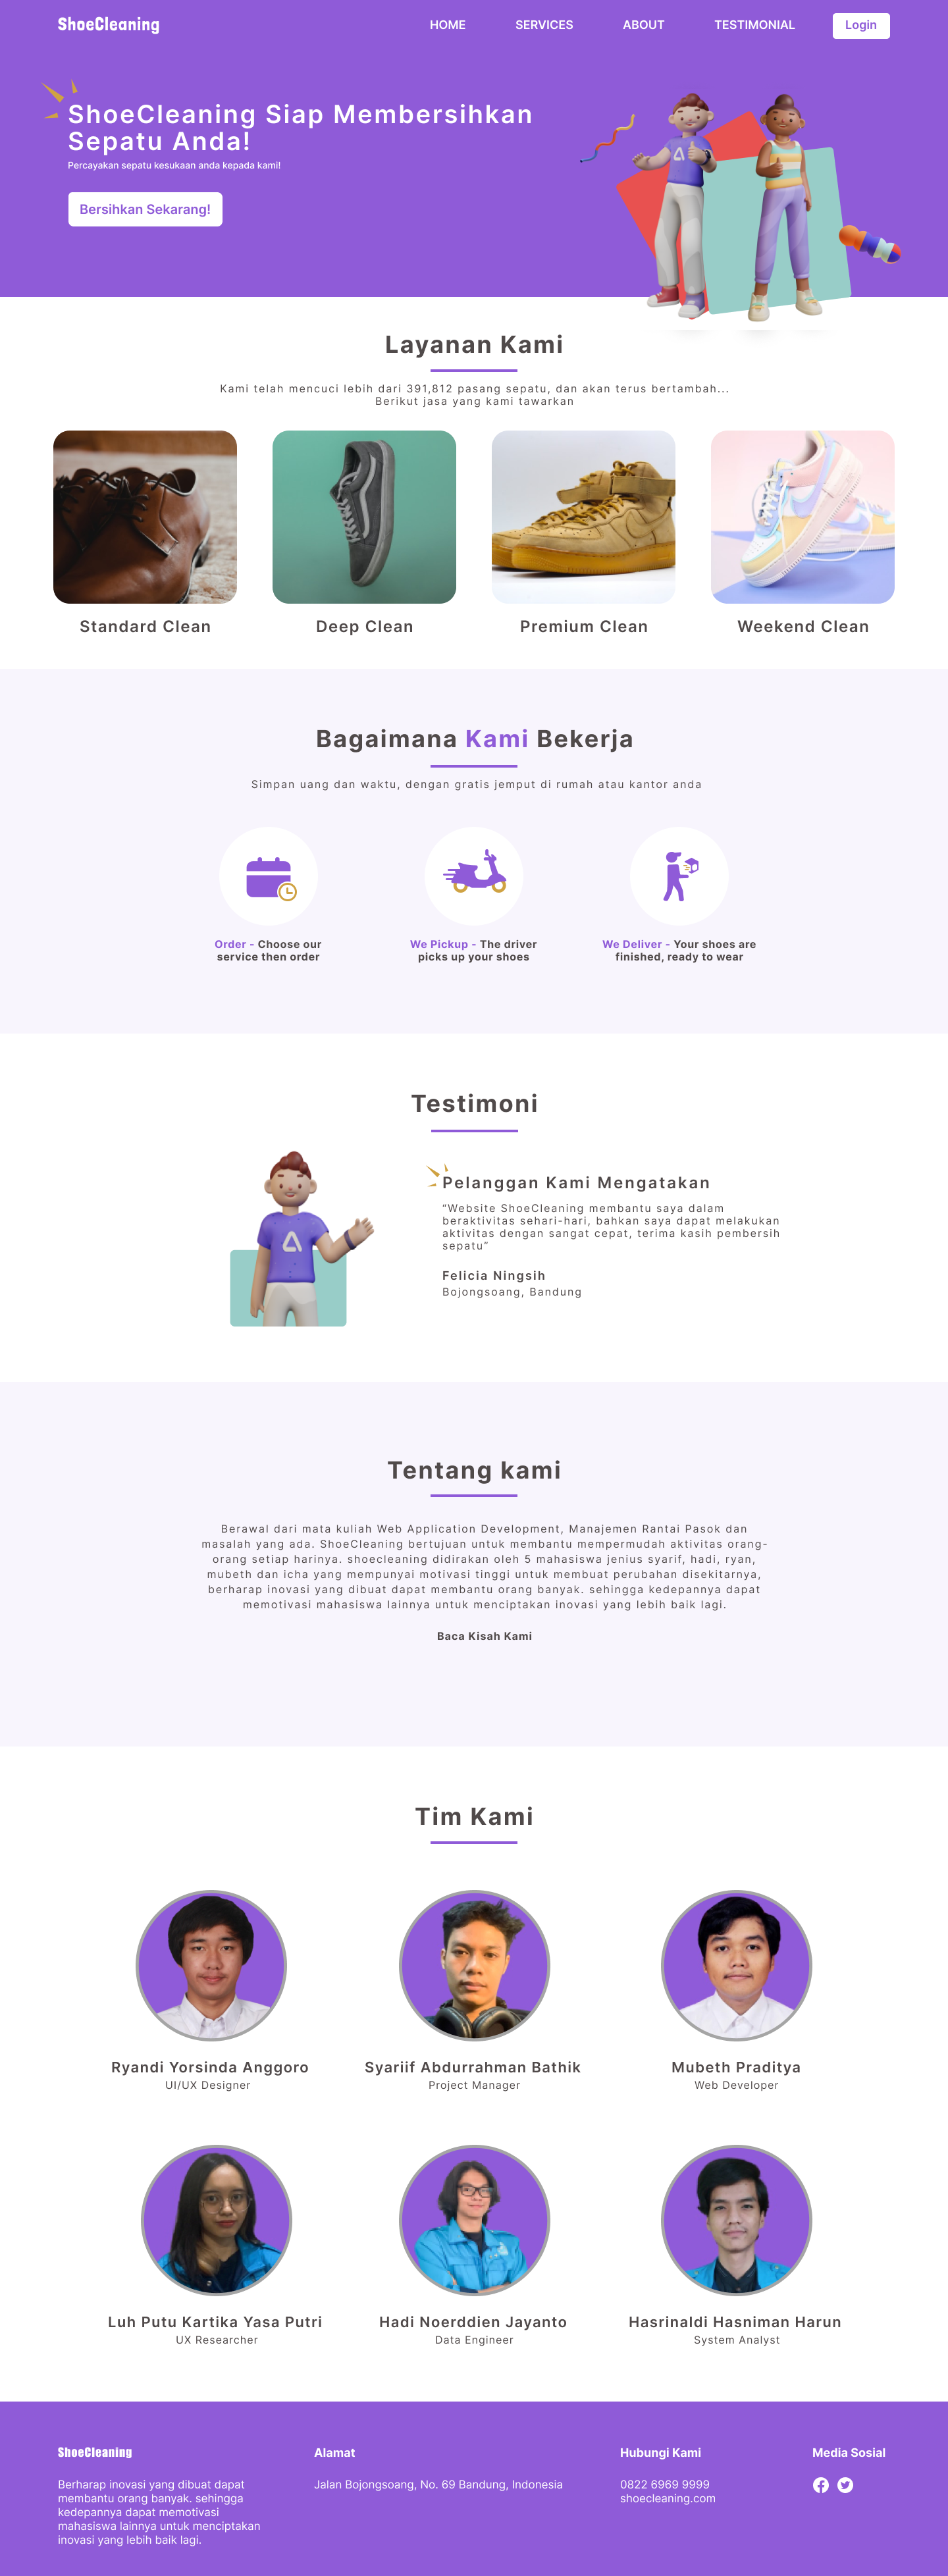 ShoeCleaning
HOME
SERVICES
ABOUT
TESTIMONIAL
Login
ShoeCleaning Siap Membersihkan
Sepatu Anda!
Percayakan sepatu kesukaan anda kepada kami!
Bersihkan Sekarang!
Layanan Kami
Kami telah mencuci lebih dari 391,812 pasang sepatu, dan akan terus bertambah...
Berikut jasa yang kami tawarkan
Standard Clean
Deep Clean
Premium Clean
Weekend Clean
Bagaimana Kami Bekerja
Simpan uang dan waktu, dengan gratis jemput di rumah atau kantor anda
Order - Choose our
service then order
We Pickup - The driver
picks up your shoes
We Deliver - Your shoes are
finished, ready to wear
Testimoni
Pelanggan Kami Mengatakan
“Website ShoeCleaning membantu saya dalam
beraktivitas sehari-hari, bahkan saya dapat melakukan
aktivitas dengan sangat cepat, terima kasih pembersih
sepatu”
Felicia Ningsih
Bojongsoang, Bandung
Tentang kami
Berawal dari mata kuliah Web Application Development, Manajemen Rantai Pasok dan
masalah yang ada. ShoeCleaning bertujuan untuk membantu mempermudah aktivitas orang-
orang setiap harinya. shoecleaning didirakan oleh 5 mahasiswa jenius syarif, hadi, ryan,
mubeth dan icha yang mempunyai motivasi tinggi untuk membuat perubahan disekitarnya,
berharap inovasi yang dibuat dapat membantu orang banyak. sehingga kedepannya dapat
memotivasi mahasiswa lainnya untuk menciptakan inovasi yang lebih baik lagi.
Baca Kisah Kami
Tim Kami
Ryandi Yorsinda Anggoro
UI/UX Designer
Syariif Abdurrahman Bathik
Project Manager
Mubeth Praditya
Web Developer
Luh Putu Kartika Yasa Putri
UX Researcher
Hadi Noerddien Jayanto
Data Engineer
Hasrinaldi Hasniman Harun
System Analyst
ShoeCleaning
Berharap inovasi yang dibuat dapat
membantu orang banyak. sehingga
kedepannya dapat memotivasi
mahasiswa lainnya untuk menciptakan
inovasi yang lebih baik lagi.
Alamat
Jalan Bojongsoang, No. 69 Bandung, Indonesia
Hubungi Kami
0822 6969 9999
shoecleaning.com
Media Sosial